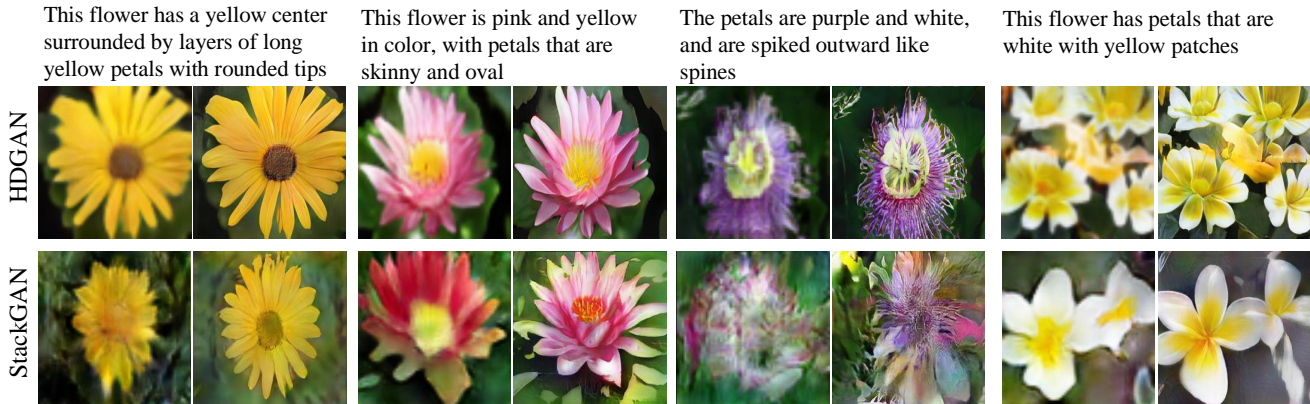 This flower has a yellow center
surrounded by layers of long
yellow petals with rounded tips
This flower is pink and yellow
in color, with petals that are
skinny and oval
The petals are purple and white,
and are spiked outward like
spines
This flower has petals that are
white with yellow patches
HDGAN
StackGAN